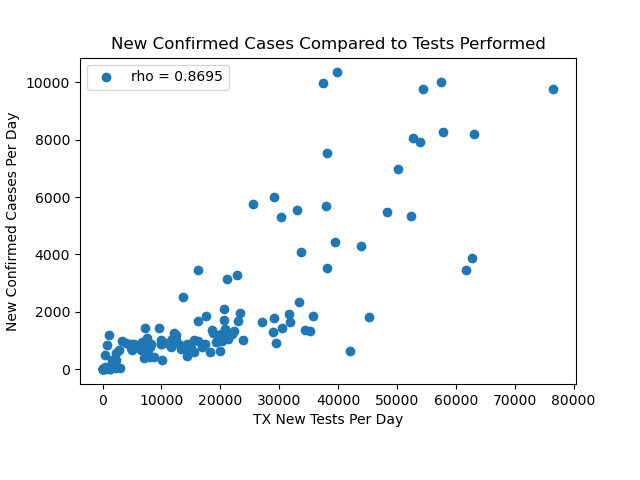 New Confirmed Cases Compared to Tests Performed
rho = 0.8695
10000
8000
6000
4000
2000
0
New Confirmed Caeses Per Day
0 10000 20000 30000 40000 50000 60000 70000 80000
TX New Tests Per Day